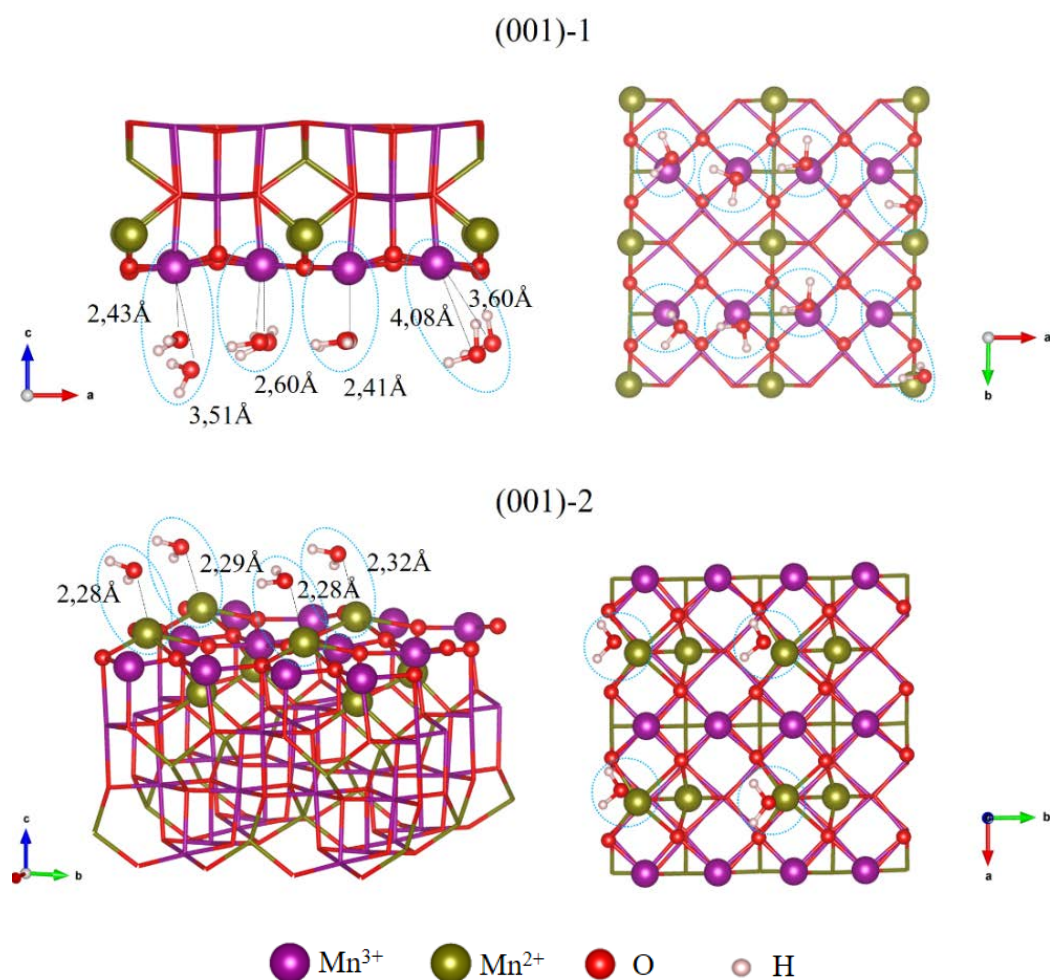 (001)-1
2,43Å
3,51Å
2,60Å
2,41Å
4,08Å
3,60Å
c
a
a
b
(001)-2
2,28Å
2,29Å
2,28Å
2,32Å
c
b
b
a
Mn³⁺
Mn²⁺
O
H